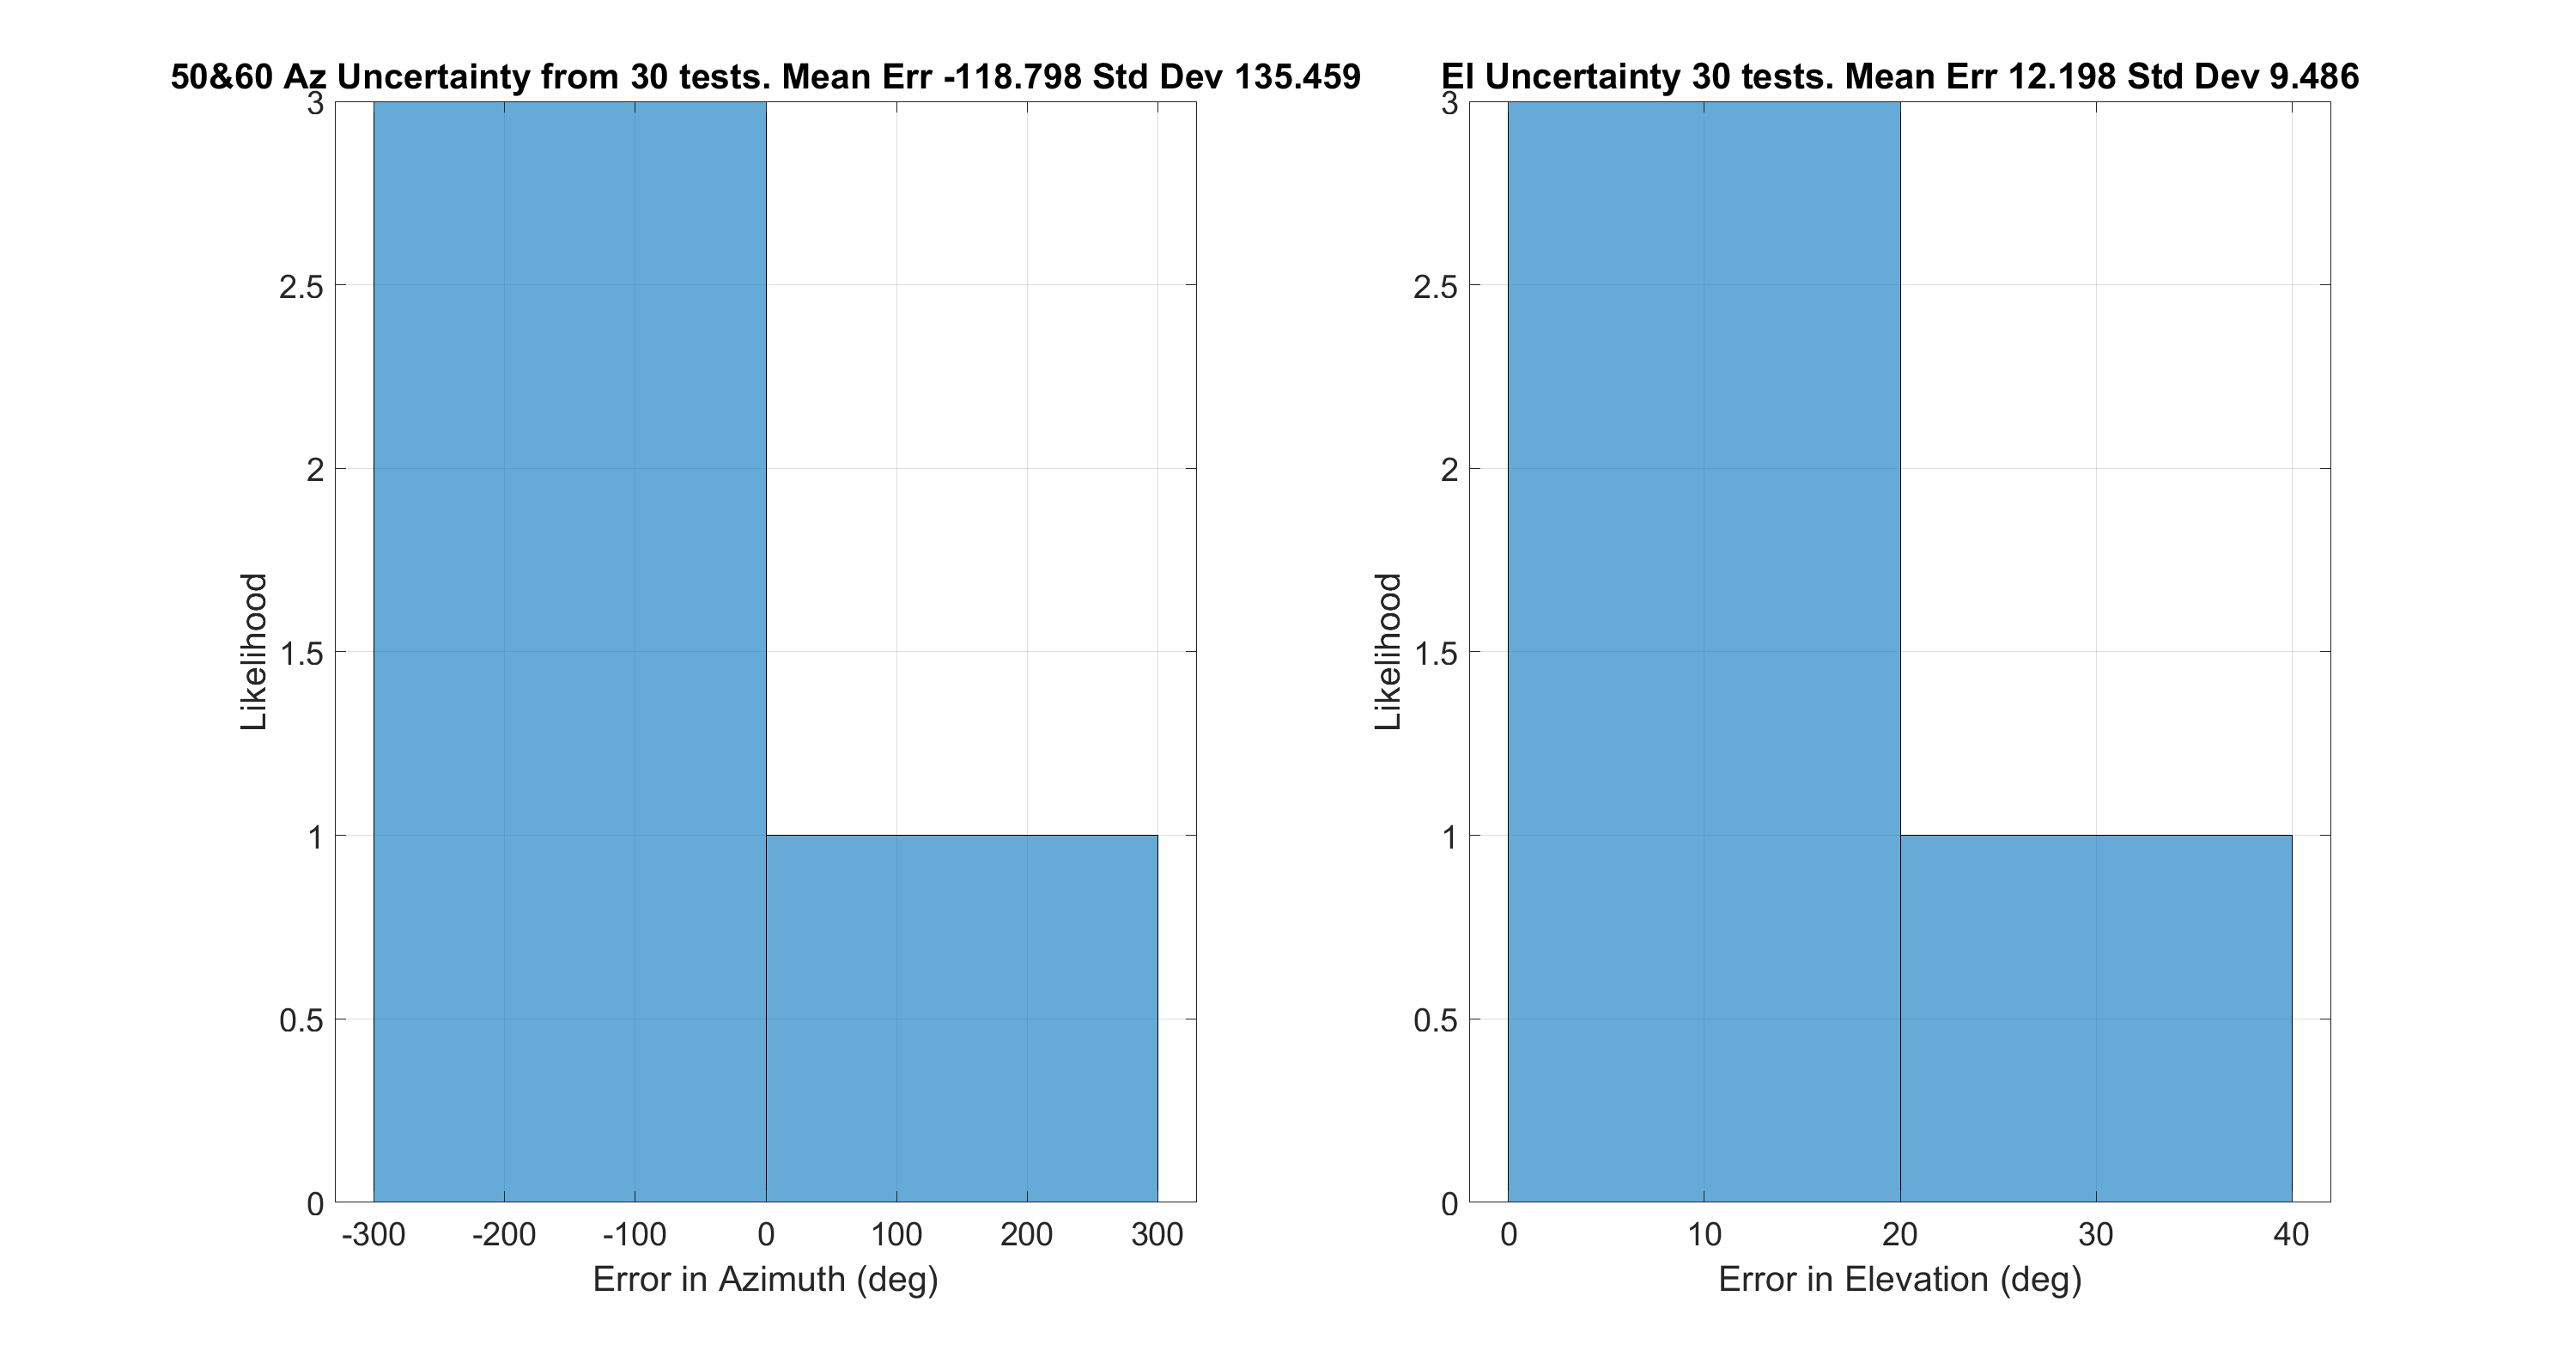 50&60 Az Uncertainty from 30 tests. Mean Err -118.798 Std Dev 135.459
3
2.5
2
1.5
1
0.5
0
Likelihood
-300 -200 -100 0 100 200 300
Error in Azimuth (deg)
El Uncertainty 30 tests. Mean Err 12.198 Std Dev 9.486
3
2.5
2
1.5
1
0.5
0
Likelihood
0 10 20 30 40
Error in Elevation (deg)